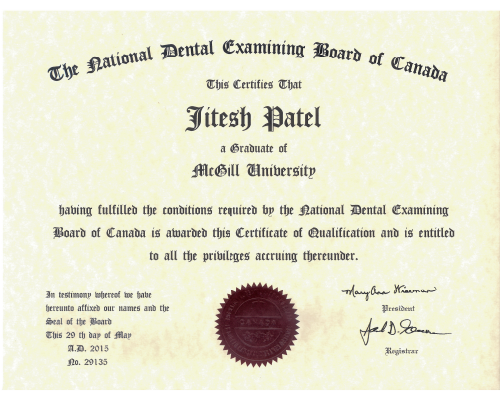 The National Dental Examining Board of Canada
This Certifies That
Jitesh Patel
a Graduate of
McGill University
having fulfilled the conditions required by the National Dental Examining
Board of Canada is awarded this Certificate of Qualification and is entitled
to all the privileges accruing thereunder.
In testimony whereof we have
hereunto affixed our names and the
Seal of the Board
This 29 th day of May
A.D. 2015
No. 29135
President
Registrar